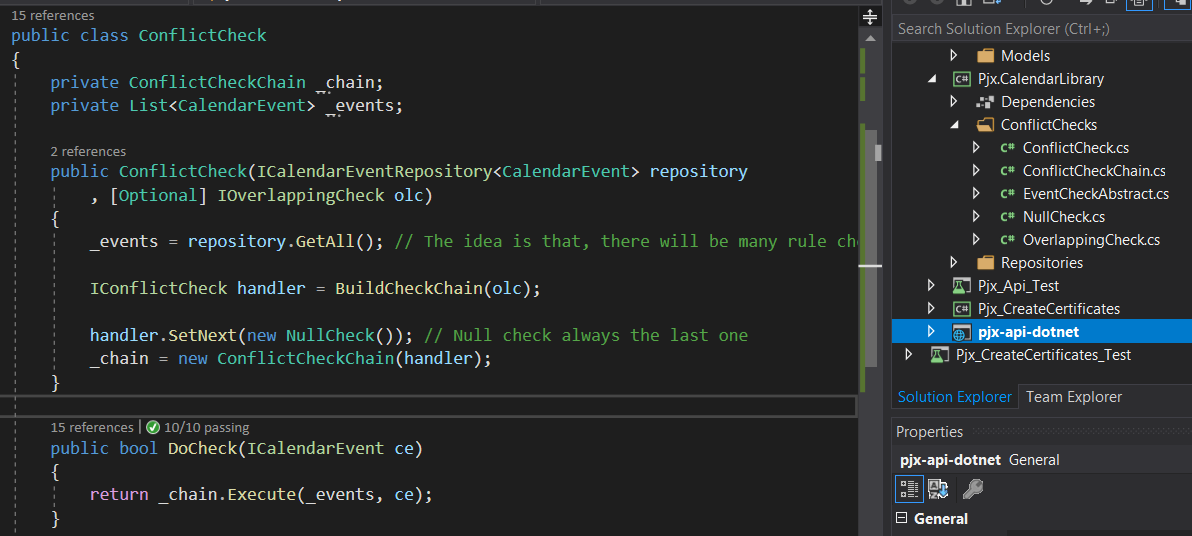 15 references
public class ConflictCheck
{
private ConflictCheckChain _chain;
private List<CalendarEvent> _events;
2 references
public ConflictCheck(ICalendarEventRepository<CalendarEvent> repository
, [Optional] IOverlappingCheck olc)
{
_events = repository.GetAll(); // The idea is that, there will be many rule
IConflictCheck handler = BuildCheckChain(olc);
handler.SetNext(new NullCheck()); // Null check always the last one
_chain = new ConflictCheckChain(handler);
}
15 references | 10/10 passing
public bool DoCheck(ICalendarEvent ce)
{
return _chain.Execute(_events, ce);
}
Search Solution Explorer (Ctrl+;)
Models
C# Pjx.CalendarLibrary
Dependencies
ConflictChecks
C# ConflictCheck.cs
C# ConflictCheckChain.cs
C# EventCheckAbstract.cs
C# NullCheck.cs
C# OverlappingCheck.cs
Repositories
Pjx_Api_Test
C# Pjx_CreateCertificates
pjx-api-dotnet
Pjx_CreateCertificates_Test
Solution Explorer Team Explorer
Properties
pjx-api-dotnet General
General